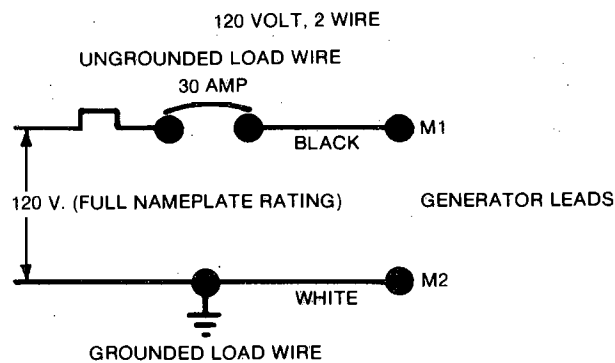 120 VOLT, 2 WIRE
UNGROUNDED LOAD WIRE
30 AMP
M1
BLACK
120 V. (FULL NAMEPLATE RATING)
GENERATOR LEADS
M2
WHITE
GROUNDED LOAD WIRE